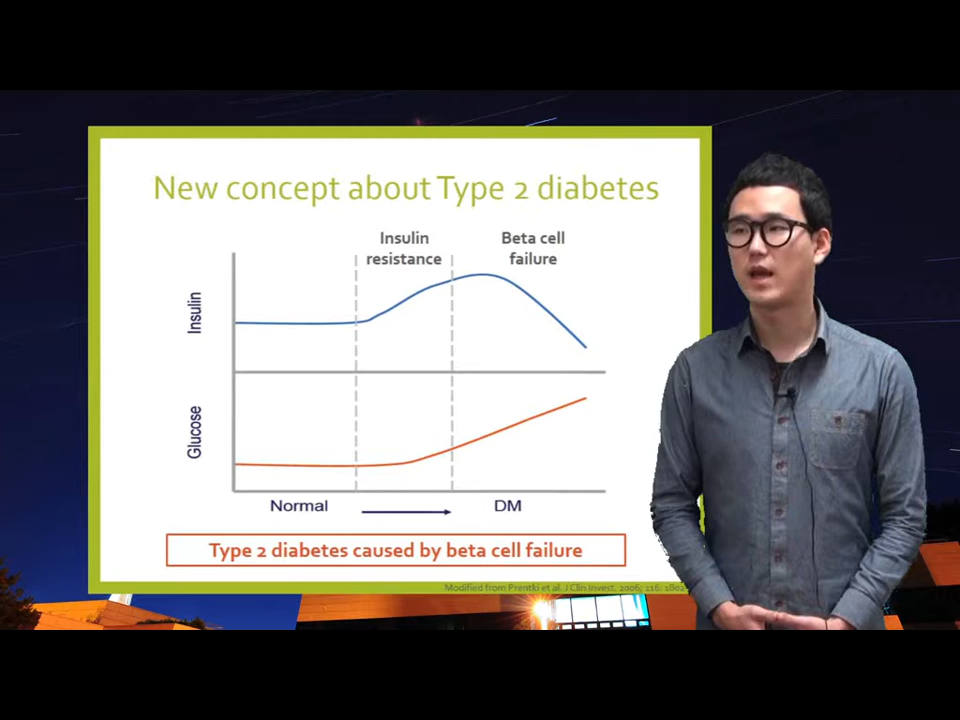 New concept about Type 2 diabetes
Insulin
resistance
Beta cell
failure
Insulin
Glucose
Normal
DM
Type 2 diabetes caused by beta cell failure
Modified from Prentki et al. J Clin Invest. 2006; 116: 1802-